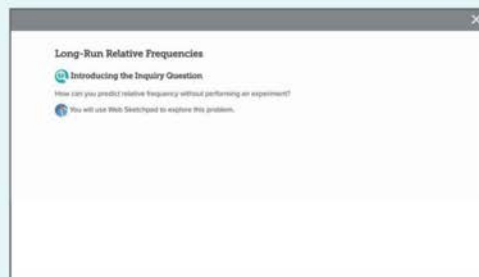 Long-Run Relative Frequencies
Introducing the Inquiry Question
How can you predict relative frequency without performing an experiment?
You will use Web Sketchpad to explore this problem.